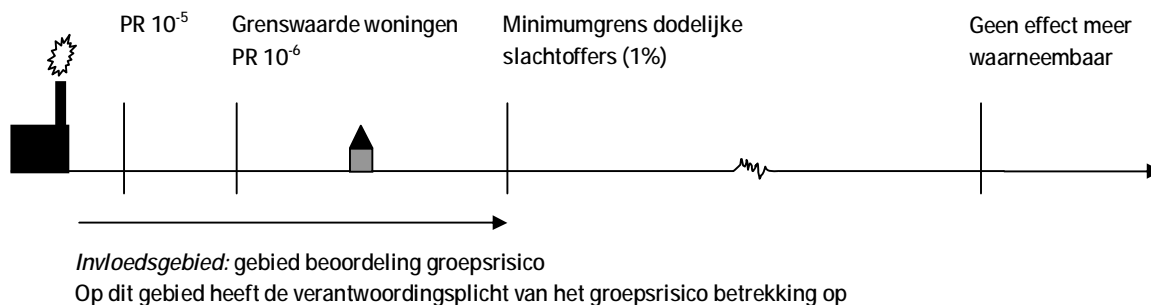 PR 10⁻⁵
Grenswaarde woningen
PR 10⁻⁶
Minimumgrens dodelijke
slachtoffers (1%)
Geen effect meer
waarneembaar
Invloedsgebied: gebied beoordeling groepsrisico
Op dit gebied heeft de verantwoordingsplicht van het groepsrisico betrekking op